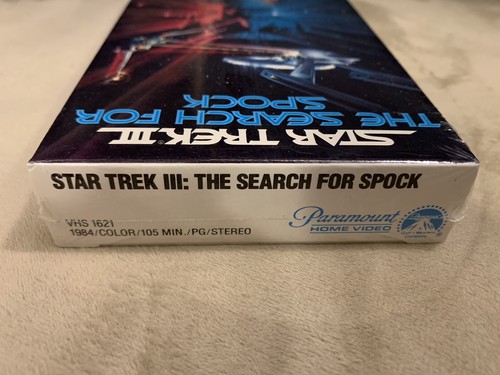 STAR TREK III
THE SEARCH FOR
SPOCK
STAR TREK III: THE SEARCH FOR SPOCK
VHS 1621
1984/COLOR/105 MIN./PG/STEREO
Paramount
HOME VIDEO